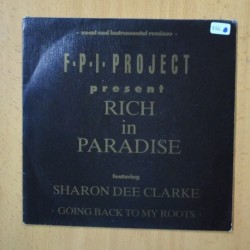 - vocal and instrumental remixes -
F·P·I· PROJECT
present
RICH
in
PARADISE
featuring
SHARON DEE CLARKE
- GOING BACK TO MY ROOTS -